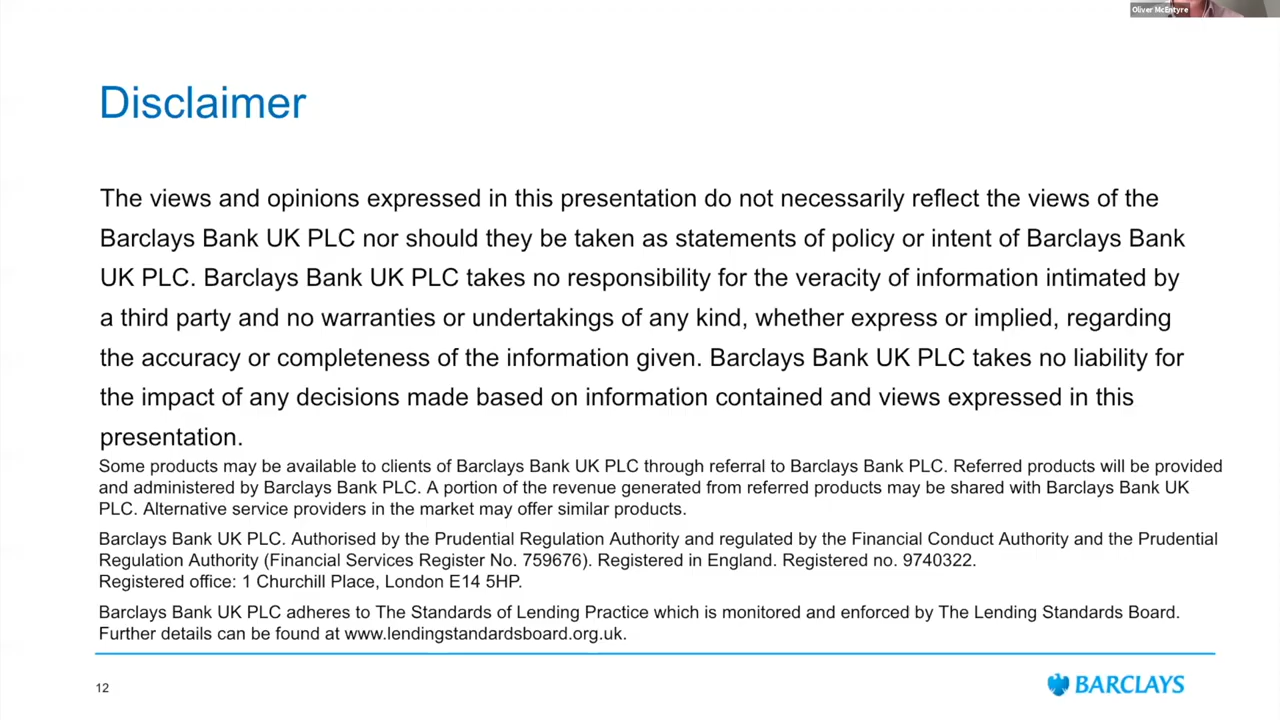 Oliver McEntyre
Disclaimer
The views and opinions expressed in this presentation do not necessarily reflect the views of the
Barclays Bank UK PLC nor should they be taken as statements of policy or intent of Barclays Bank
UK PLC. Barclays Bank UK PLC takes no responsibility for the veracity of information intimated by
a third party and no warranties or undertakings of any kind, whether express or implied, regarding
the accuracy or completeness of the information given. Barclays Bank UK PLC takes no liability for
the impact of any decisions made based on information contained and views expressed in this
presentation.
Some products may be available to clients of Barclays Bank UK PLC through referral to Barclays Bank PLC. Referred products will be provided
and administered by Barclays Bank PLC. A portion of the revenue generated from referred products may be shared with Barclays Bank UK
PLC. Alternative service providers in the market may offer similar products.
Barclays Bank UK PLC. Authorised by the Prudential Regulation Authority and regulated by the Financial Conduct Authority and the Prudential
Regulation Authority (Financial Services Register No. 759676). Registered in England. Registered no. 9740322.
Registered office: 1 Churchill Place, London E14 5HP.
Barclays Bank UK PLC adheres to The Standards of Lending Practice which is monitored and enforced by The Lending Standards Board.
Further details can be found at www.lendingstandardsboard.org.uk.
12
BARCLAYS